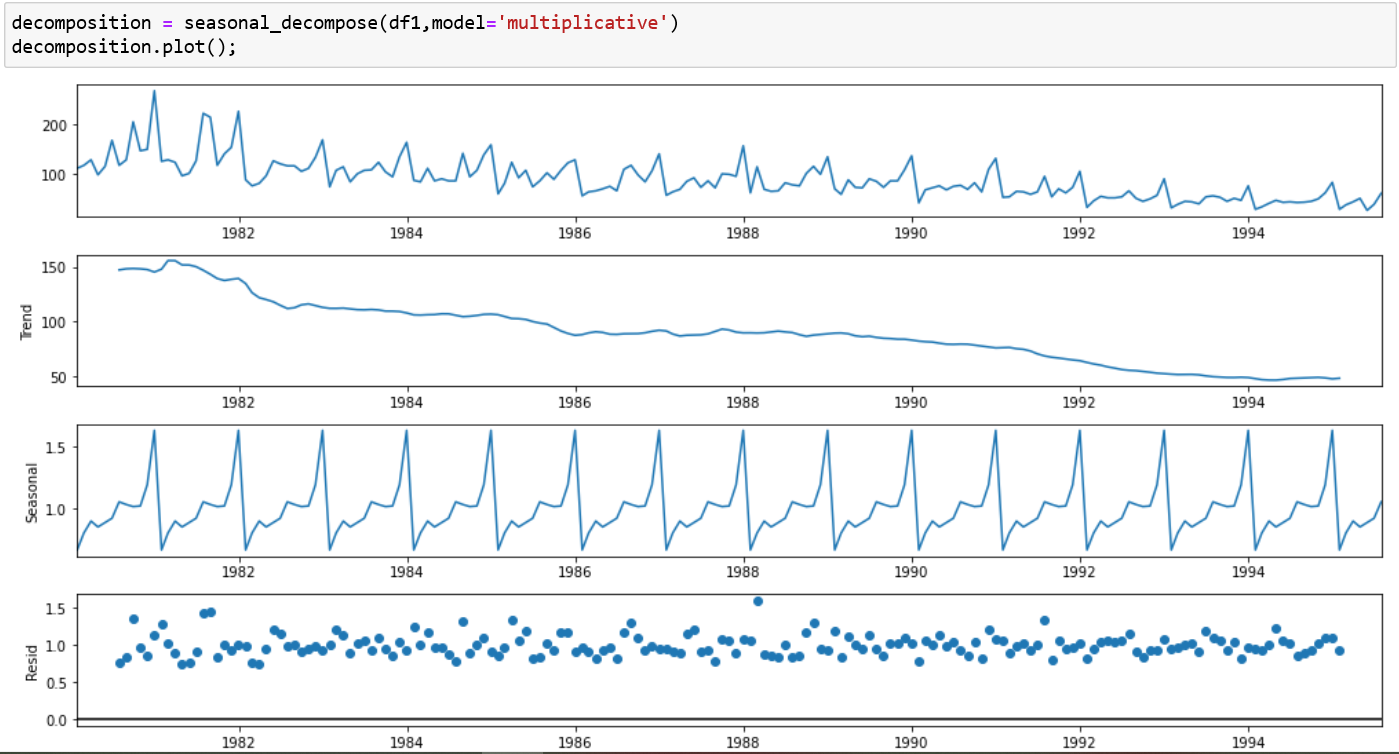 decomposition = seasonal_decompose(df1,model='multiplicative')
decomposition.plot();
200
100
1982 1984 1986 1988 1990 1992 1994
150
100
50
Trend
1982 1984 1986 1988 1990 1992 1994
1.5
1.0
Seasonal
1982 1984 1986 1988 1990 1992 1994
1.5
1.0
0.5
0.0
Resid
1982 1984 1986 1988 1990 1992 1994